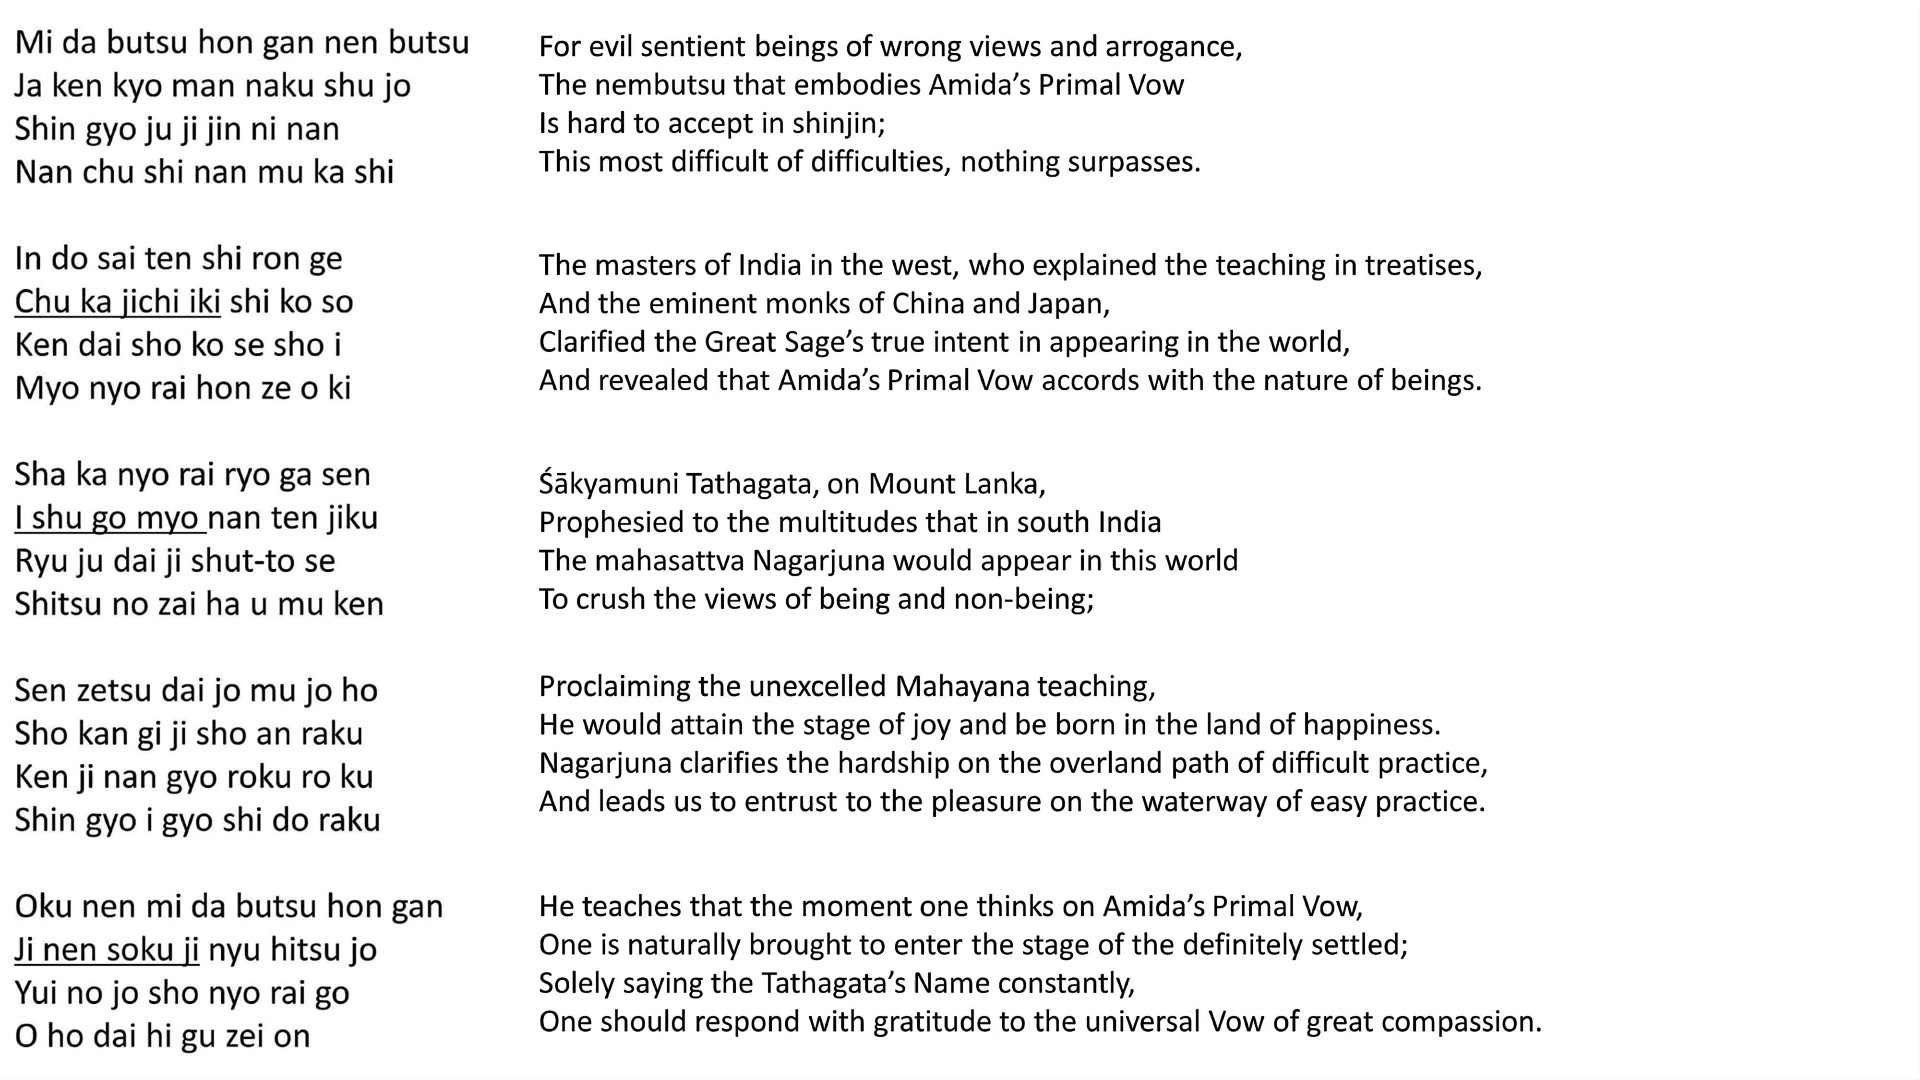 Mi da butsu hon gan nen butsu
Ja ken kyo man naku shu jo
Shin gyo ju ji jin ni nan
Nan chu shi nan mu ka shi
For evil sentient beings of wrong views and arrogance,
The nembutsu that embodies Amida’s Primal Vow
Is hard to accept in shinjin;
This most difficult of difficulties, nothing surpasses.
In do sai ten shi ron ge
Chu ka jichi iki shi ko so
Ken dai sho ko se sho i
Myo nyo rai hon ze o ki
The masters of India in the west, who explained the teaching in treatises,
And the eminent monks of China and Japan,
Clarified the Great Sage’s true intent in appearing in the world,
And revealed that Amida’s Primal Vow accords with the nature of beings.
Sha ka nyo rai ryo ga sen
I shu go myo nan ten jiku
Ryu ju dai ji shut-to se
Shitsu no zai ha u mu ken
Śākyamuni Tathagata, on Mount Lanka,
Prophesied to the multitudes that in south India
The mahasattva Nagarjuna would appear in this world
To crush the views of being and non-being;
Sen zetsu dai jo mu jo ho
Sho kan gi ji sho an raku
Ken ji nan gyo roku ro ku
Shin gyo i gyo shi do raku
Proclaiming the unexcelled Mahayana teaching,
He would attain the stage of joy and be born in the land of happiness.
Nagarjuna clarifies the hardship on the overland path of difficult practice,
And leads us to entrust to the pleasure on the waterway of easy practice.
Oku nen mi da butsu hon gan
Ji nen soku ji nyu hitsu jo
Yui no jo sho nyo rai go
O ho dai hi gu zei on
He teaches that the moment one thinks on Amida’s Primal Vow,
One is naturally brought to enter the stage of the definitely settled;
Solely saying the Tathagata’s Name constantly,
One should respond with gratitude to the universal Vow of great compassion.